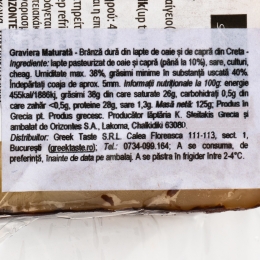 Graviera Maturată - Brânză dură din lapte de oaie și de capră din Creta -
Ingrediente: lapte pasteurizat de oaie și capră (până la 10%), sare, culturi,
cheag. Umiditate max. 38%, grăsimi minime în substanță uscată 40%.
Îndepărtați coaja de aprox. 5mm. Informații nutriționale la 100g: energie
455kcal/1886kj, grăsimi 38g din care saturate 26g, carbohidrați 0,5g din
care zahăr <0,5g, proteine 28g, sare 1,3g. Masă netă: 125g; Produs în
Grecia pt. Produs grecesc. Producător lăptăria K. Steilakis Grecia și
ambalat de Orizontes S.A., Lakoma, Chalkidiki 63080.
Distribuitor: Greek Taste S.R.L. Calea Floreasca 111-113, sect. 1,
București (greektaste.ro), Tel.: 0734-099.164; A se consuma, de
preferință, înainte de data pe ambalaj. A se păstra în frigider între 2-4°C.